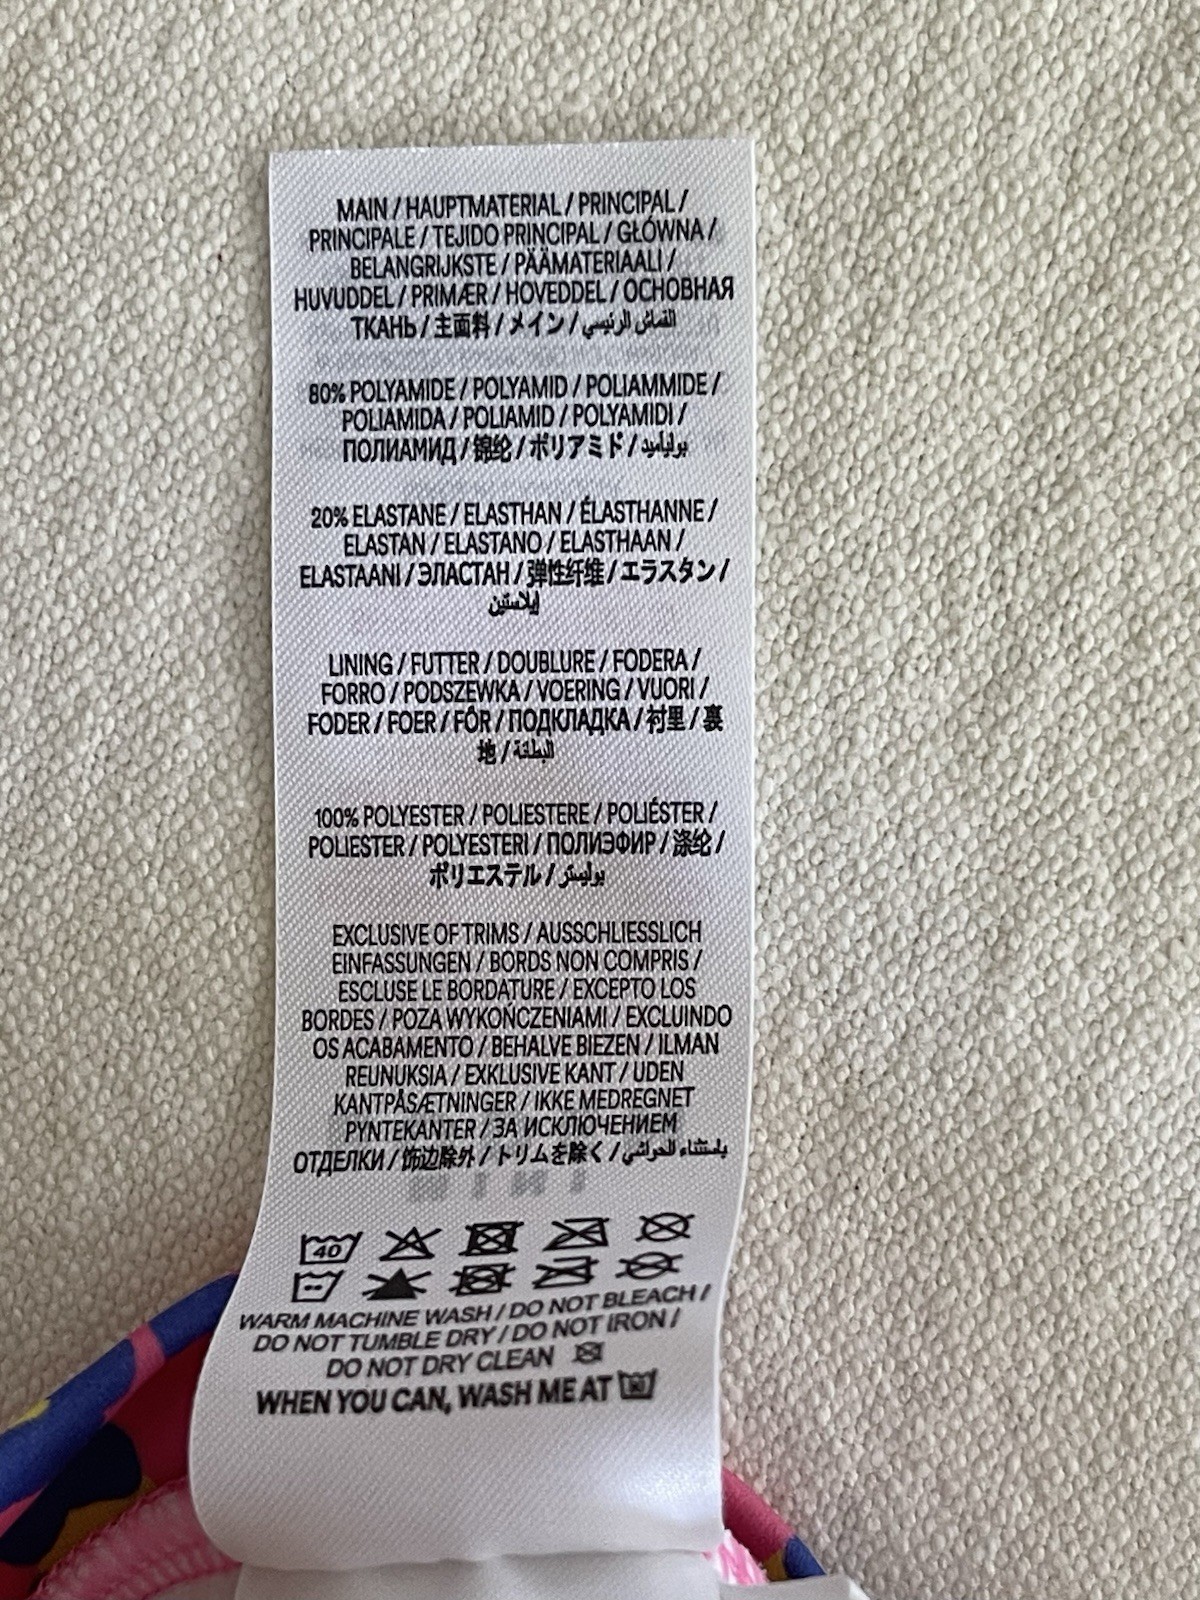 MAIN / HAUPTMATERIAL / PRINCIPAL /
PRINCIPALE / TEJIDO PRINCIPAL / GŁÓWNA /
BELANGRIJKSTE / PÄÄMATERIAALI /
HUVUDDEL / PRIMÆR / HOVEDDEL / ОСНОВНАЯ
ТКАНЬ / 主面料 / メイン / القماش الرئيسي
80% POLYAMIDE / POLYAMID / POLIAMMIDE /
POLIAMIDA / POLIAMID / POLYAMIDI /
ПОЛИАМИД / 锦纶 / ポリアミド / بولياميد
20% ELASTANE / ELASTHAN / ÉLASTHANNE /
ELASTAN / ELASTANO / ELASTHAAN /
ELASTAANI / ЭЛАСТАН / 弹性纤维 / エラスタン /
إيلاستين
LINING / FUTTER / DOUBLURE / FODERA /
FORRO / PODSZEWKA / VOERING / VUORI /
FODER / FOER / FÔR / ПОДКЛАДКА / 衬里 / 裏
地 / البطانة
100% POLYESTER / POLIESTERE / POLIÉSTER /
POLIESTER / POLYESTERI / ПОЛИЭФИР / 涤纶 /
ポリエステル / بوليستر
EXCLUSIVE OF TRIMS / AUSSCHLIESSLICH
EINFASSUNGEN / BORDS NON COMPRIS /
ESCLUSE LE BORDATURE / EXCEPTO LOS
BORDES / POZA WYKOŃCZENIAMI / EXCLUINDO
OS ACABAMENTO / BEHALVE BIEZEN / ILMAN
REUNUKSIA / EXKLUSIVE KANT / UDEN
KANTPÅSÆTNINGER / IKKE MEDREGNET
PYNTEKANTER / ЗА ИСКЛЮЧЕНИЕМ
ОТДЕЛКИ / 饰边除外 / トリムを除く / باستثناء الحواشي
40
WARM MACHINE WASH / DO NOT BLEACH /
DO NOT TUMBLE DRY / DO NOT IRON /
DO NOT DRY CLEAN
WHEN YOU CAN, WASH ME AT 30